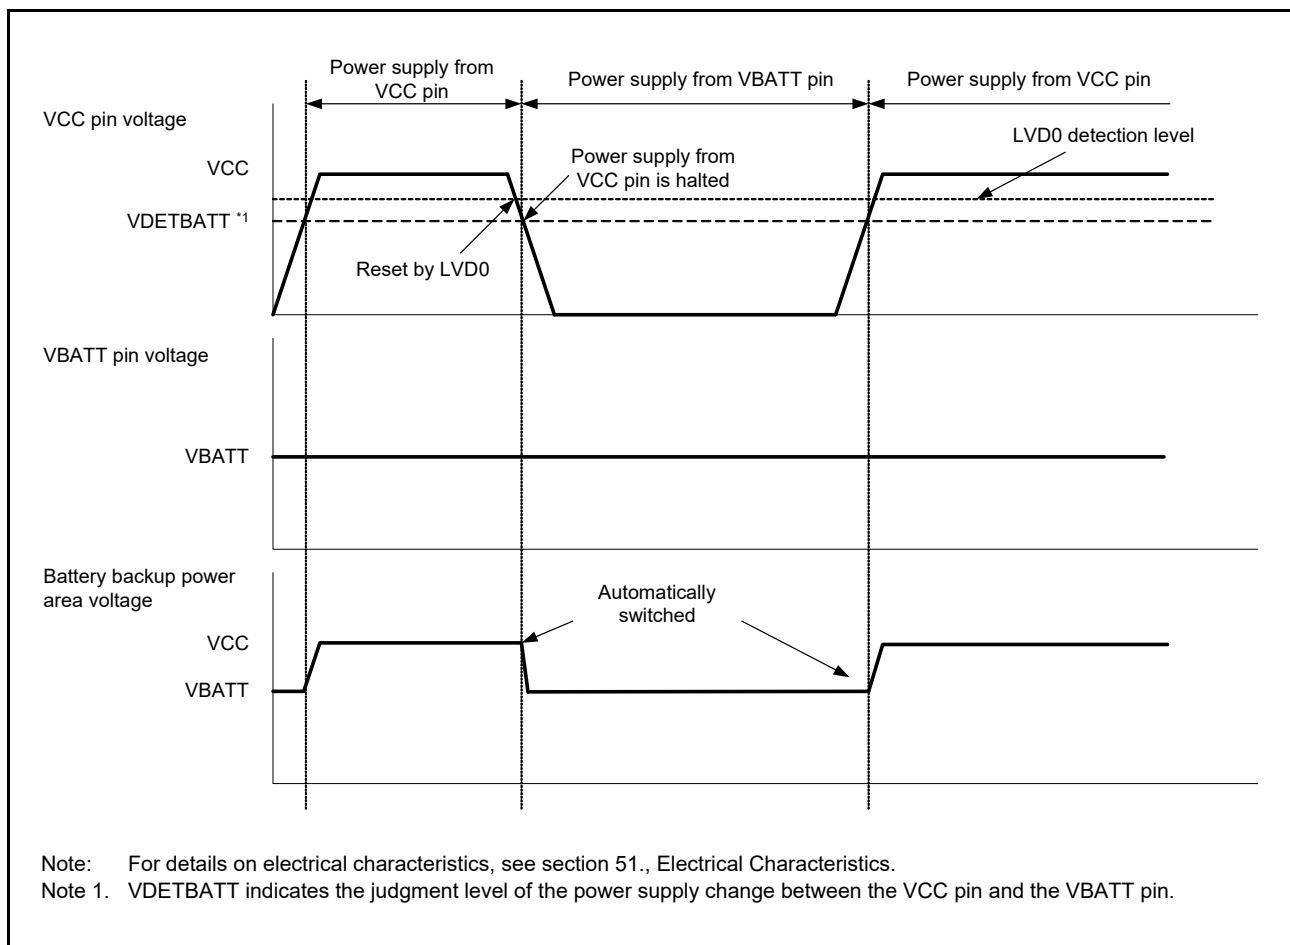 Power supply from
VCC pin
Power supply from VBATT pin
Power supply from VCC pin
VCC pin voltage
LVD0 detection level
VCC
Power supply from
VCC pin is halted
VDETBATT *1
Reset by LVD0
VBATT pin voltage
VBATT
Battery backup power
area voltage
Automatically
switched
VCC
VBATT
Note: For details on electrical characteristics, see section 51., Electrical Characteristics.
Note 1. VDETBATT indicates the judgment level of the power supply change between the VCC pin and the VBATT pin.